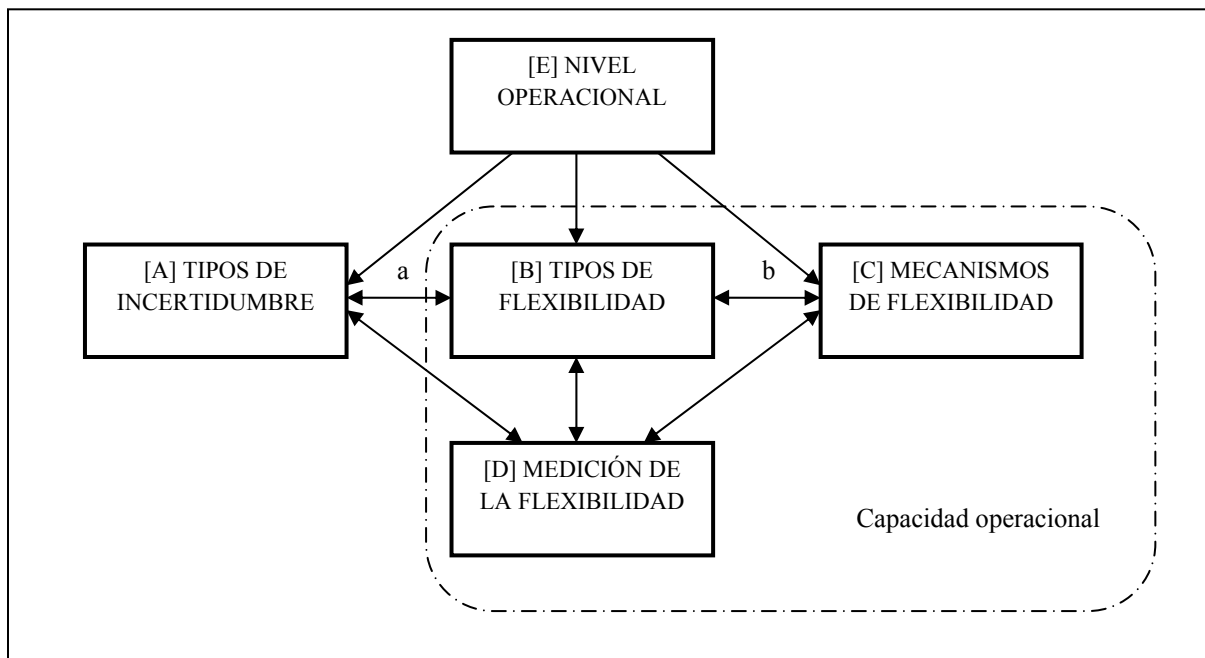 [E] NIVEL
OPERACIONAL
[A] TIPOS DE
INCERTIDUMBRE
a
[B] TIPOS DE
FLEXIBILIDAD
b
[C] MECANISMOS
DE FLEXIBILIDAD
[D] MEDICIÓN DE
LA FLEXIBILIDAD
Capacidad operacional